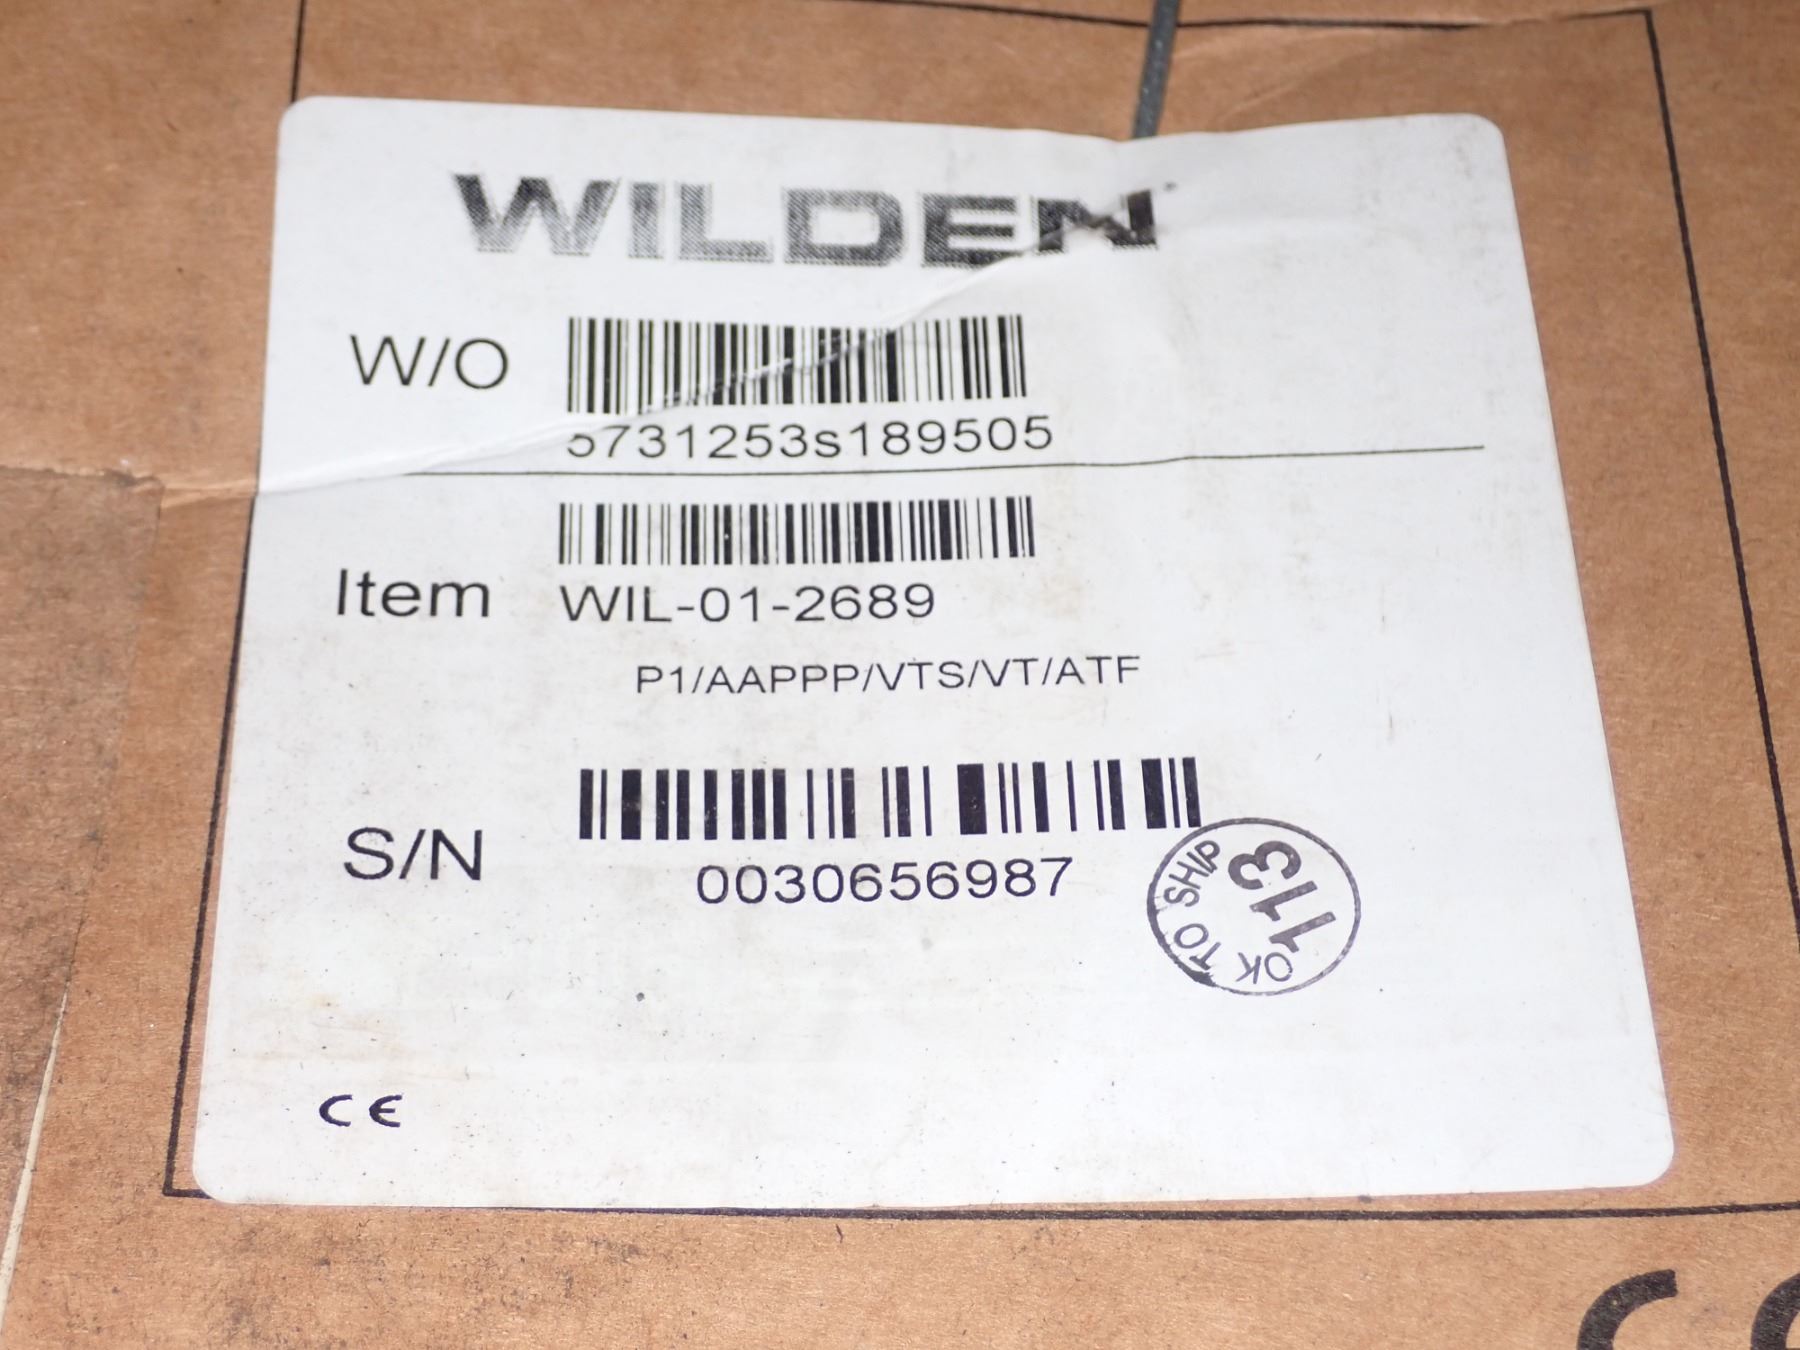 WILDEN
W/O
5731253s189505
Item
WIL-01-2689
P1/AAPPP/VTS/VT/ATF
S/N
0030656987
OK TO SHIP
113
CE